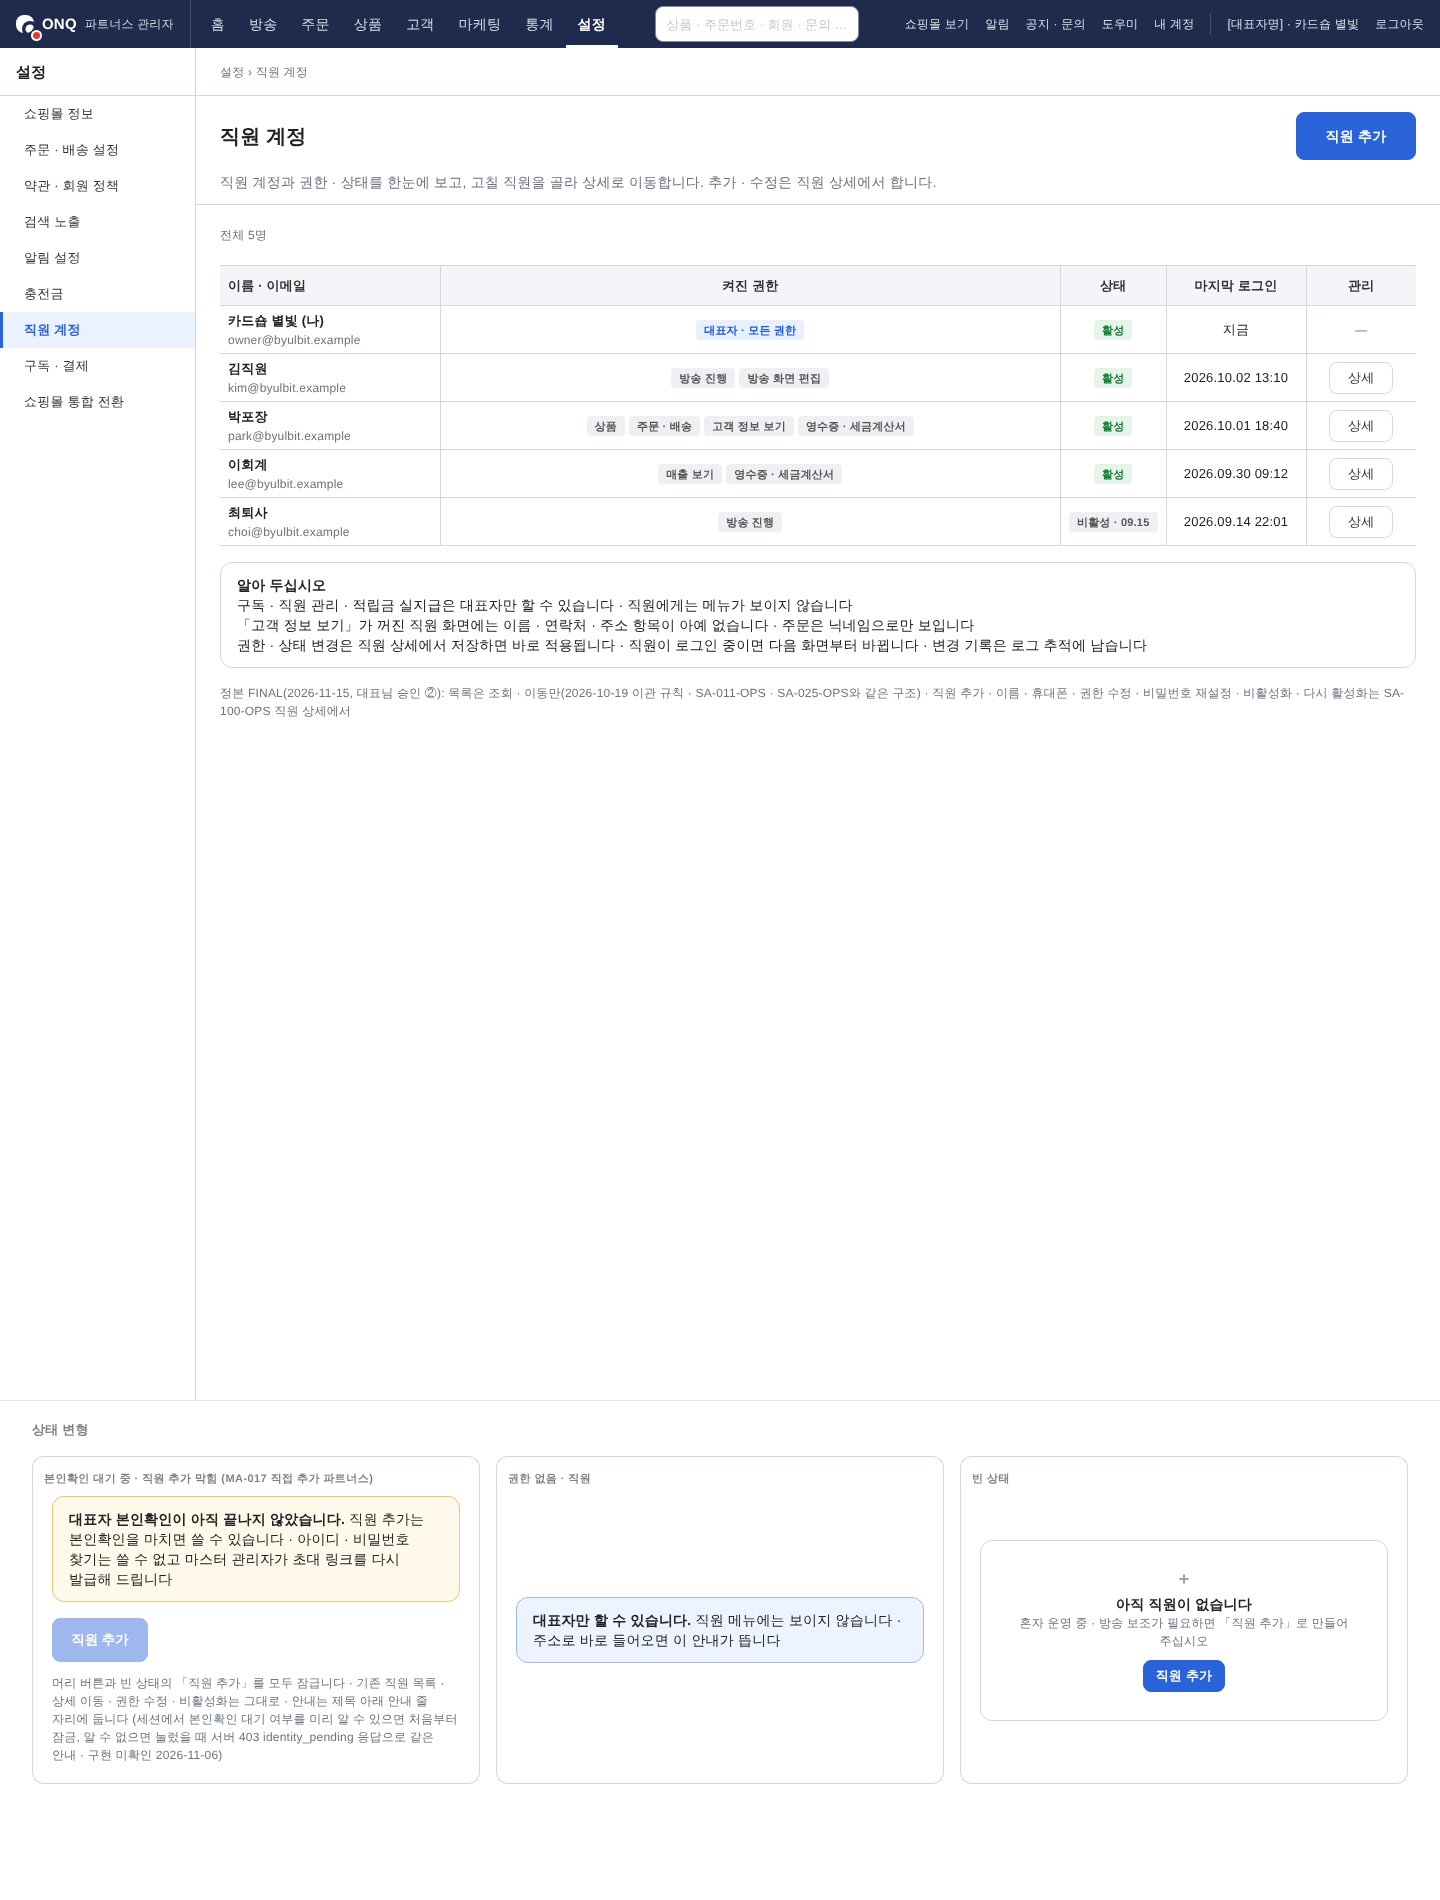 ONQ 파트너스 관리자 홈 방송 주문 상품 고객 마케팅 통계 설정 상품 · 주문번호 · 회원 · 문의 ... 쇼핑몰 보기 알림 공지 · 문의 도우미 내 계정 [대표자명] · 카드숍 별빛 로그아웃
설정
쇼핑몰 정보
주문 · 배송 설정
약관 · 회원 정책
검색 노출
알림 설정
충전금
직원 계정
구독 · 결제
쇼핑몰 통합 전환
설정 › 직원 계정
직원 계정
직원 추가
직원 계정과 권한 · 상태를 한눈에 보고, 고칠 직원을 골라 상세로 이동합니다. 추가 · 수정은 직원 상세에서 합니다.
전체 5명
이름 · 이메일 켜진 권한 상태 마지막 로그인 관리
카드숍 별빛 (나)
owner@byulbit.example
대표자 · 모든 권한 활성 지금 —
김직원
kim@byulbit.example
방송 진행 방송 화면 편집 활성 2026.10.02 13:10 상세
박포장
park@byulbit.example
상품 주문 · 배송 고객 정보 보기 영수증 · 세금계산서 활성 2026.10.01 18:40 상세
이회계
lee@byulbit.example
매출 보기 영수증 · 세금계산서 활성 2026.09.30 09:12 상세
최퇴사
choi@byulbit.example
방송 진행 비활성 · 09.15 2026.09.14 22:01 상세
알아 두십시오
구독 · 직원 관리 · 적립금 실지급은 대표자만 할 수 있습니다 · 직원에게는 메뉴가 보이지 않습니다
「고객 정보 보기」가 꺼진 직원 화면에는 이름 · 연락처 · 주소 항목이 아예 없습니다 · 주문은 닉네임으로만 보입니다
권한 · 상태 변경은 직원 상세에서 저장하면 바로 적용됩니다 · 직원이 로그인 중이면 다음 화면부터 바뀝니다 · 변경 기록은 로그 추적에 남습니다
정본 FINAL(2026-11-15, 대표님 승인 ②): 목록은 조회 · 이동만(2026-10-19 이관 규칙 · SA-011-OPS · SA-025-OPS와 같은 구조) · 직원 추가 · 이름 · 휴대폰 · 권한 수정 · 비밀번호 재설정 · 비활성화 · 다시 활성화는 SA-
100-OPS 직원 상세에서
상태 변형
본인확인 대기 중 · 직원 추가 막힘 (MA-017 직접 추가 파트너스)
대표자 본인확인이 아직 끝나지 않았습니다. 직원 추가는
본인확인을 마치면 쓸 수 있습니다 · 아이디 · 비밀번호
찾기는 쓸 수 없고 마스터 관리자가 초대 링크를 다시
발급해 드립니다
직원 추가
머리 버튼과 빈 상태의 「직원 추가」를 모두 잠급니다 · 기존 직원 목록 ·
상세 이동 · 권한 수정 · 비활성화는 그대로 · 안내는 제목 아래 안내 줄
자리에 둡니다 (세션에서 본인확인 대기 여부를 미리 알 수 있으면 처음부터
잠금, 알 수 없으면 눌렀을 때 서버 403 identity_pending 응답으로 같은
안내 · 구현 미확인 2026-11-06)
권한 없음 · 직원
대표자만 할 수 있습니다. 직원 메뉴에는 보이지 않습니다 ·
주소로 바로 들어오면 이 안내가 뜹니다
빈 상태
+
아직 직원이 없습니다
혼자 운영 중 · 방송 보조가 필요하면 「직원 추가」로 만들어
주십시오
직원 추가